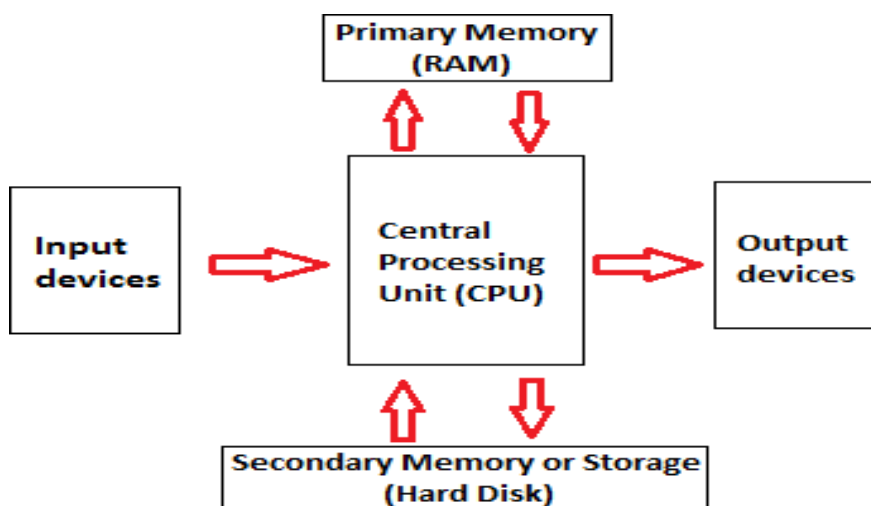 Primary Memory
(RAM)
Input
devices
Central
Processing
Unit (CPU)
Output
devices
Secondary Memory or Storage
(Hard Disk)